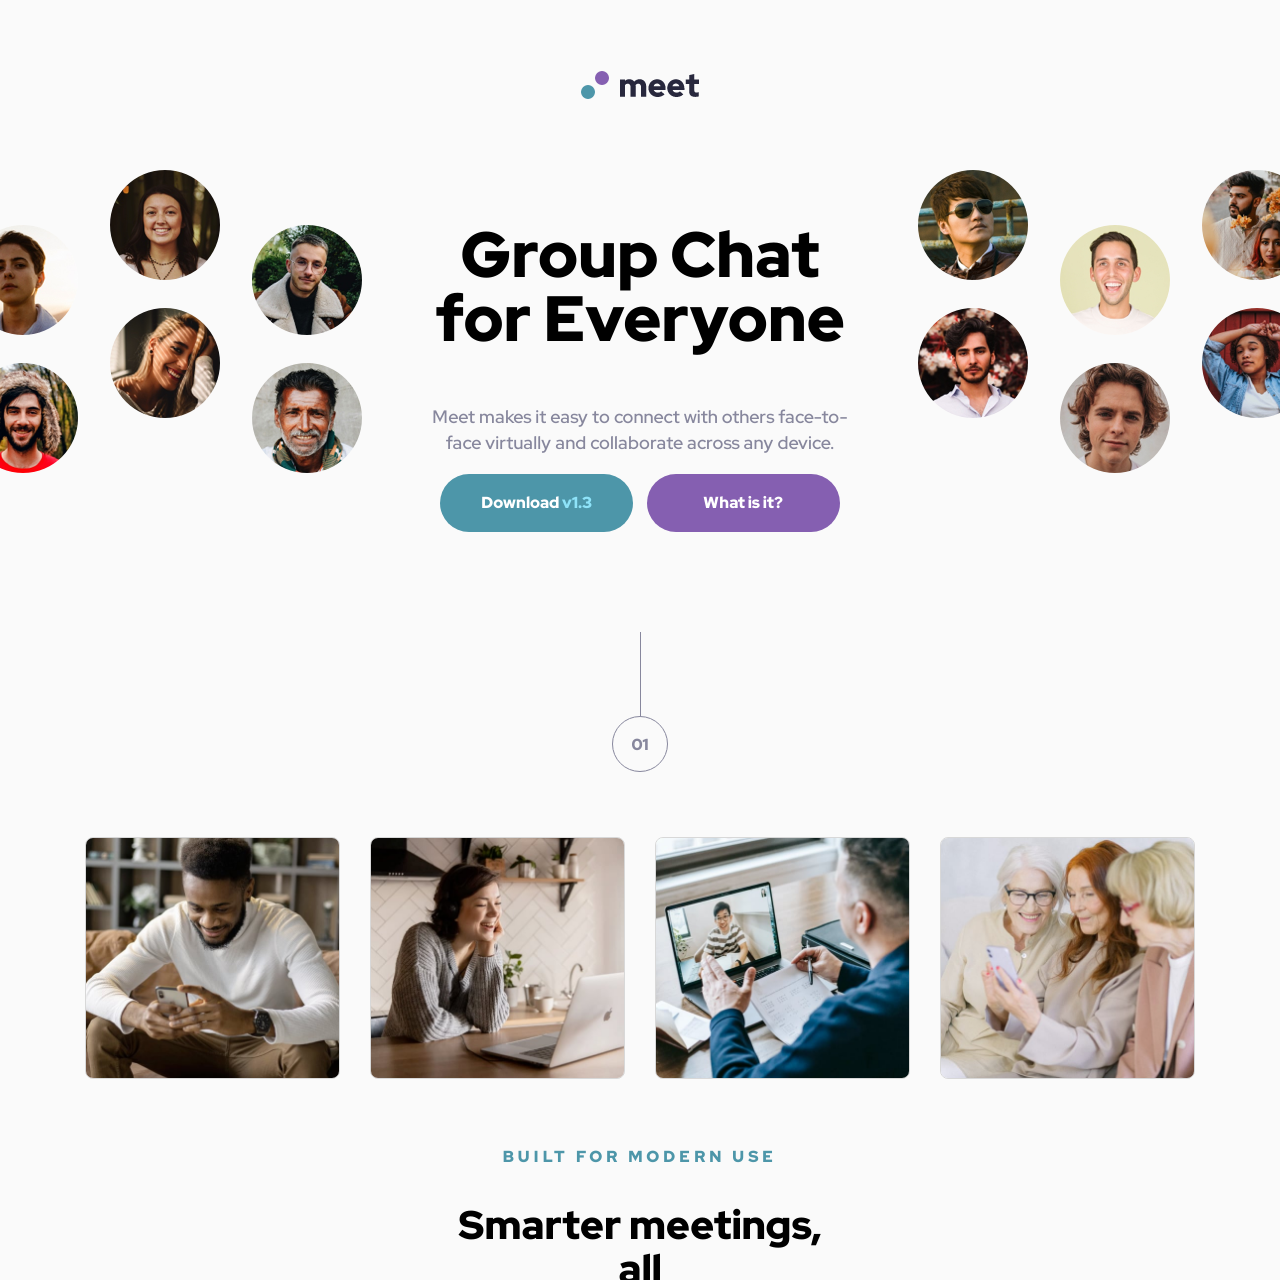 meet
Group Chat
for Everyone
Meet makes it easy to connect with others face-to-
face virtually and collaborate across any device.
Download v1.3
What is it?
01
BUILT FOR MODERN USE
Smarter meetings,
all